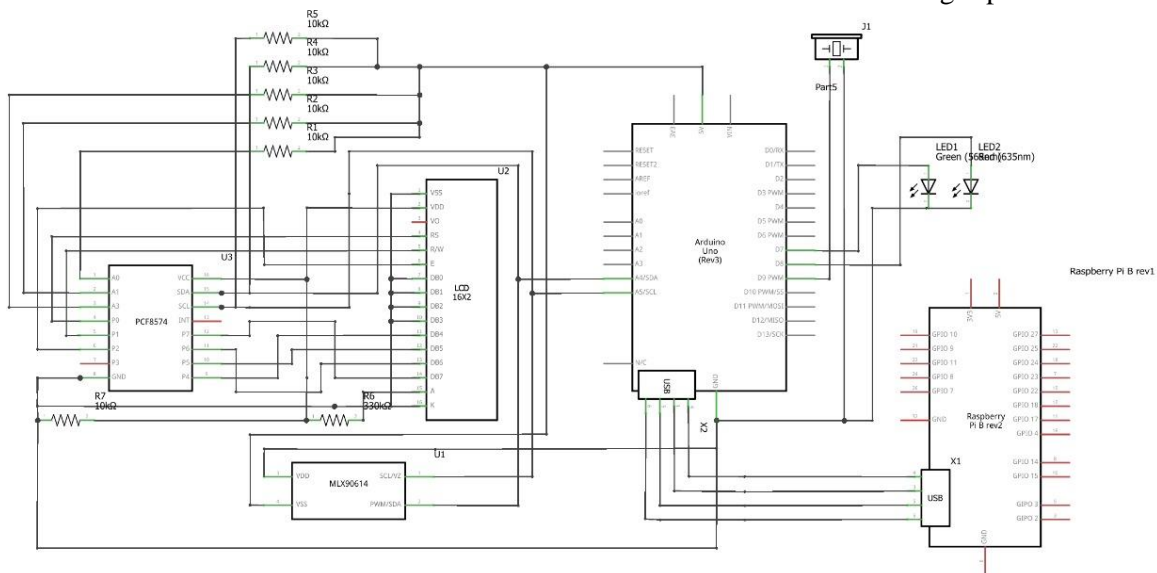 R5
10kΩ
R4
10kΩ
R3
10kΩ
R2
10kΩ
R1
10kΩ
J1
Part5
U2
VSS
VDD
VO
RS
R/W
E
DB0
DB1
DB2
DB3
DB4
DB5
DB6
DB7
A
K
LCD
16X2
U3
A0
A1
A3
P0
P1
P2
P3
GND
PCF8574
VCC
SDA
SCL
INT
P7
P6
P5
P4
R7
10kΩ
R6
330kΩ
U1
VDD
VSS
MLX90614
SCL/VZ
PWM/SDA
3V3
5V
VIN
RESET
RESET2
AREF
ioref
A0
A1
A2
A3
A4/SDA
A5/SCL
N/C
Arduino
Uno
(Rev3)
D0/RX
D1/TX
D2
D3 PWM
D4
D5 PWM
D6 PWM
D7
D8
D9 PWM
D10 PWM/SS
D11 PWM/MOSI
D12/MISO
D13/SCK
GND
USB
X2
LED1
Green
LED2
(635nm)
Raspberry Pi B rev1
3V3
5V
GPIO 10
GPIO 9
GPIO 11
GPIO 8
GPIO 7
GND
Raspberry
Pi B rev2
GPIO 27
GPIO 25
GPIO 24
GPIO 23
GPIO 22
GPIO 18
GPIO 17
GPIO 4
GPIO 14
GPIO 15
GPIO 2
X1
USB
GND